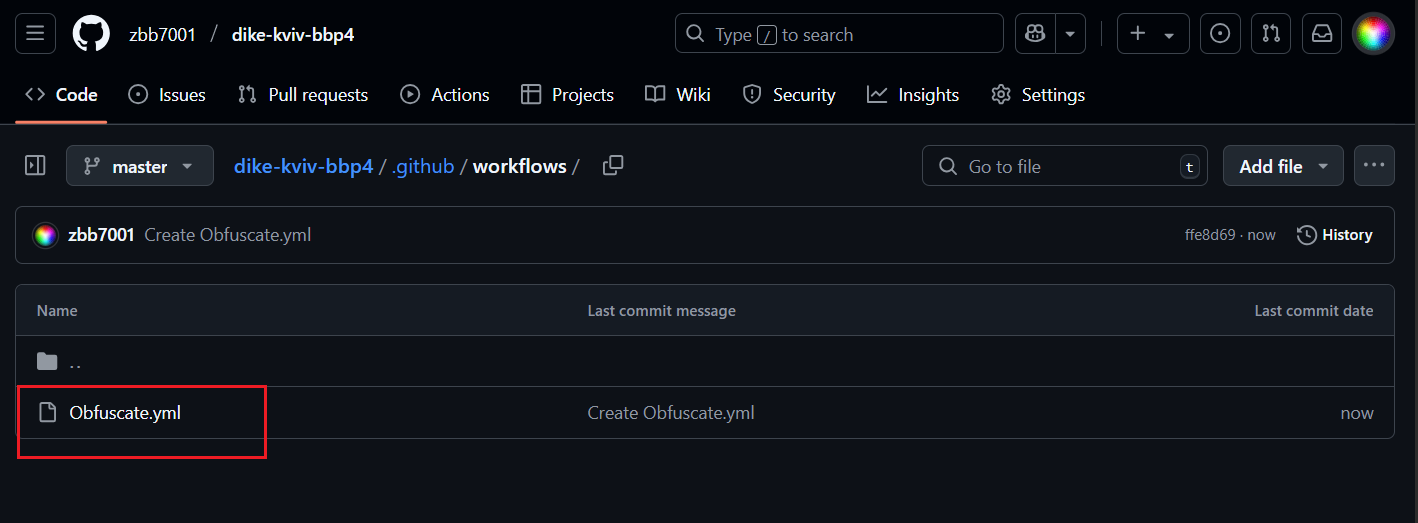 zbb7001 / dike-kviv-bbp4 Type / to search
Code Issues Pull requests Actions Projects Wiki Security Insights Settings
master dike-kviv-bbp4 / .github / workflows / Go to file t Add file ...
zbb7001 Create Obfuscate.yml ffe8d69 · now History
Name Last commit message Last commit date
..
Obfuscate.yml Create Obfuscate.yml now